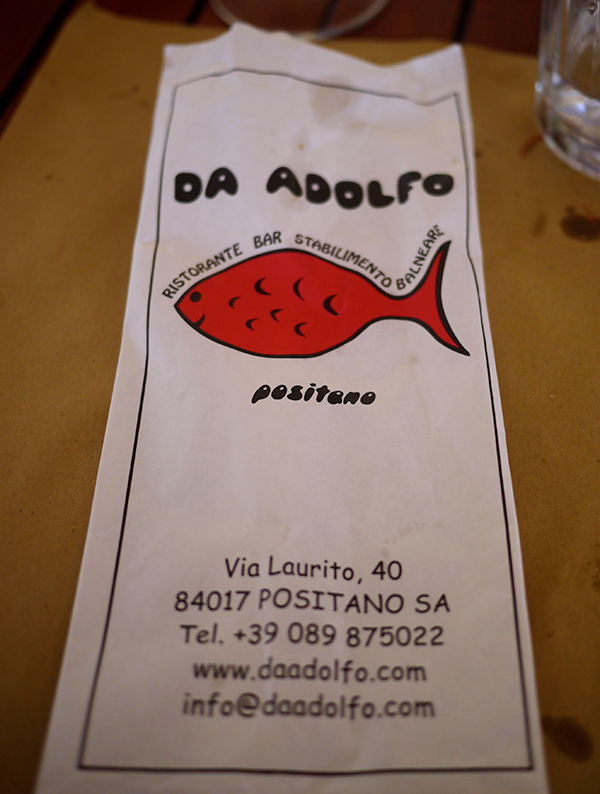 DA ADOLFO
RISTORANTE BAR STABILIMENTO BALNEARE
positano
Via Laurito, 40
84017 POSITANO SA
Tel. +39 089 875022
www.daadolfo.com
info@daadolfo.com